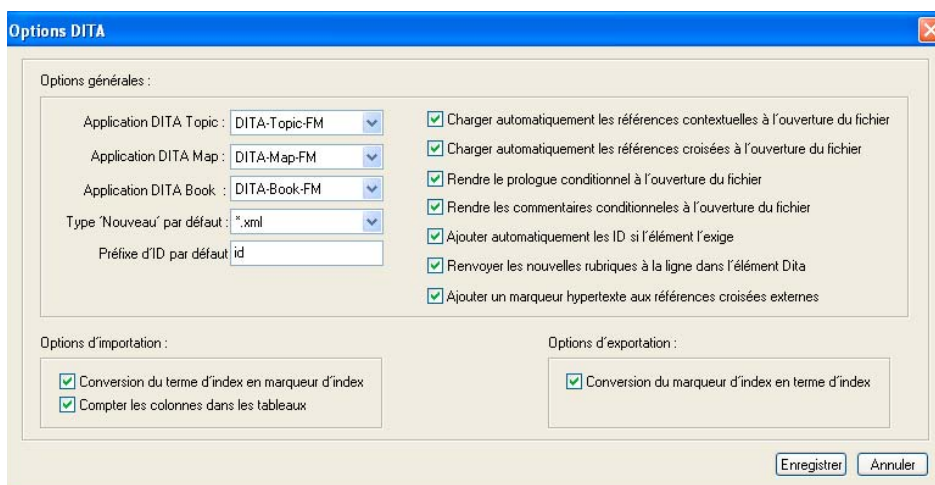 Options DITA
Options générales :
Application DITA Topic : DITA-Topic-FM
Application DITA Map : DITA-Map-FM
Application DITA Book : DITA-Book-FM
Type ´Nouveau´ par défaut : *.xml
Préfixe d´ID par défaut id
Charger automatiquement les références contextuelles à l´ouverture du fichier
Charger automatiquement les références croisées à l´ouverture du fichier
Rendre le prologue conditionnel à l´ouverture du fichier
Rendre les commentaires conditionneles à l´ouverture du fichier
Ajouter automatiquement les ID si l´élément l´exige
Renvoyer les nouvelles rubriques à la ligne dans l´élément Dita
Ajouter un marqueur hypertexte aux références croisées externes
Options d´importation :
Conversion du terme d´index en marqueur d´index
Compter les colonnes dans les tableaux
Options d´exportation :
Conversion du marqueur d´index en terme d´index
Enregistrer Annuler